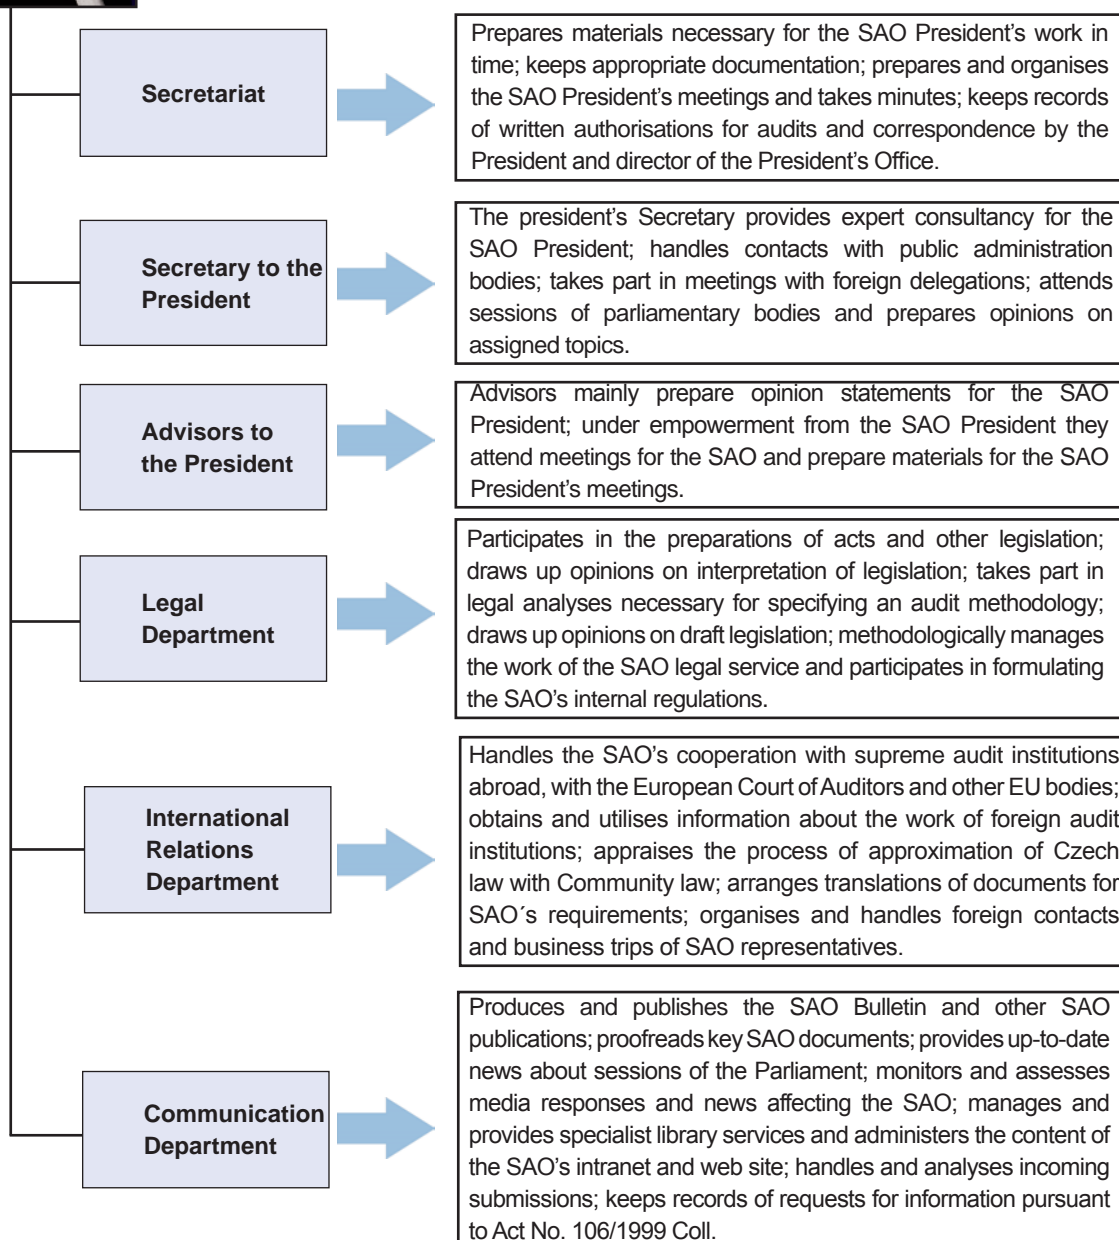 Secretariat
Prepares materials necessary for the SAO President's work in
time; keeps appropriate documentation; prepares and organises
the SAO President's meetings and takes minutes; keeps records
of written authorisations for audits and correspondence by the
President and director of the President's Office.
Secretary to the
President
The president's Secretary provides expert consultancy for the
SAO President; handles contacts with public administration
bodies; takes part in meetings with foreign delegations; attends
sessions of parliamentary bodies and prepares opinions on
assigned topics.
Advisors to
the President
Advisors mainly prepare opinion statements for the SAO
President; under empowerment from the SAO President they
attend meetings for the SAO and prepare materials for the SAO
President's meetings.
Legal
Department
Participates in the preparations of acts and other legislation;
draws up opinions on interpretation of legislation; takes part in
legal analyses necessary for specifying an audit methodology;
draws up opinions on draft legislation; methodologically manages
the work of the SAO legal service and participates in formulating
the SAO's internal regulations.
International
Relations
Department
Handles the SAO's cooperation with supreme audit institutions
abroad, with the European Court of Auditors and other EU bodies;
obtains and utilises information about the work of foreign audit
institutions; appraises the process of approximation of Czech
law with Community law; arranges translations of documents for
SAO´s requirements; organises and handles foreign contacts
and business trips of SAO representatives.
Communication
Department
Produces and publishes the SAO Bulletin and other SAO
publications; proofreads key SAO documents; provides up-to-date
news about sessions of the Parliament; monitors and assesses
media responses and news affecting the SAO; manages and
provides specialist library services and administers the content of
the SAO's intranet and web site; handles and analyses incoming
submissions; keeps records of requests for information pursuant
to Act No. 106/1999 Coll.